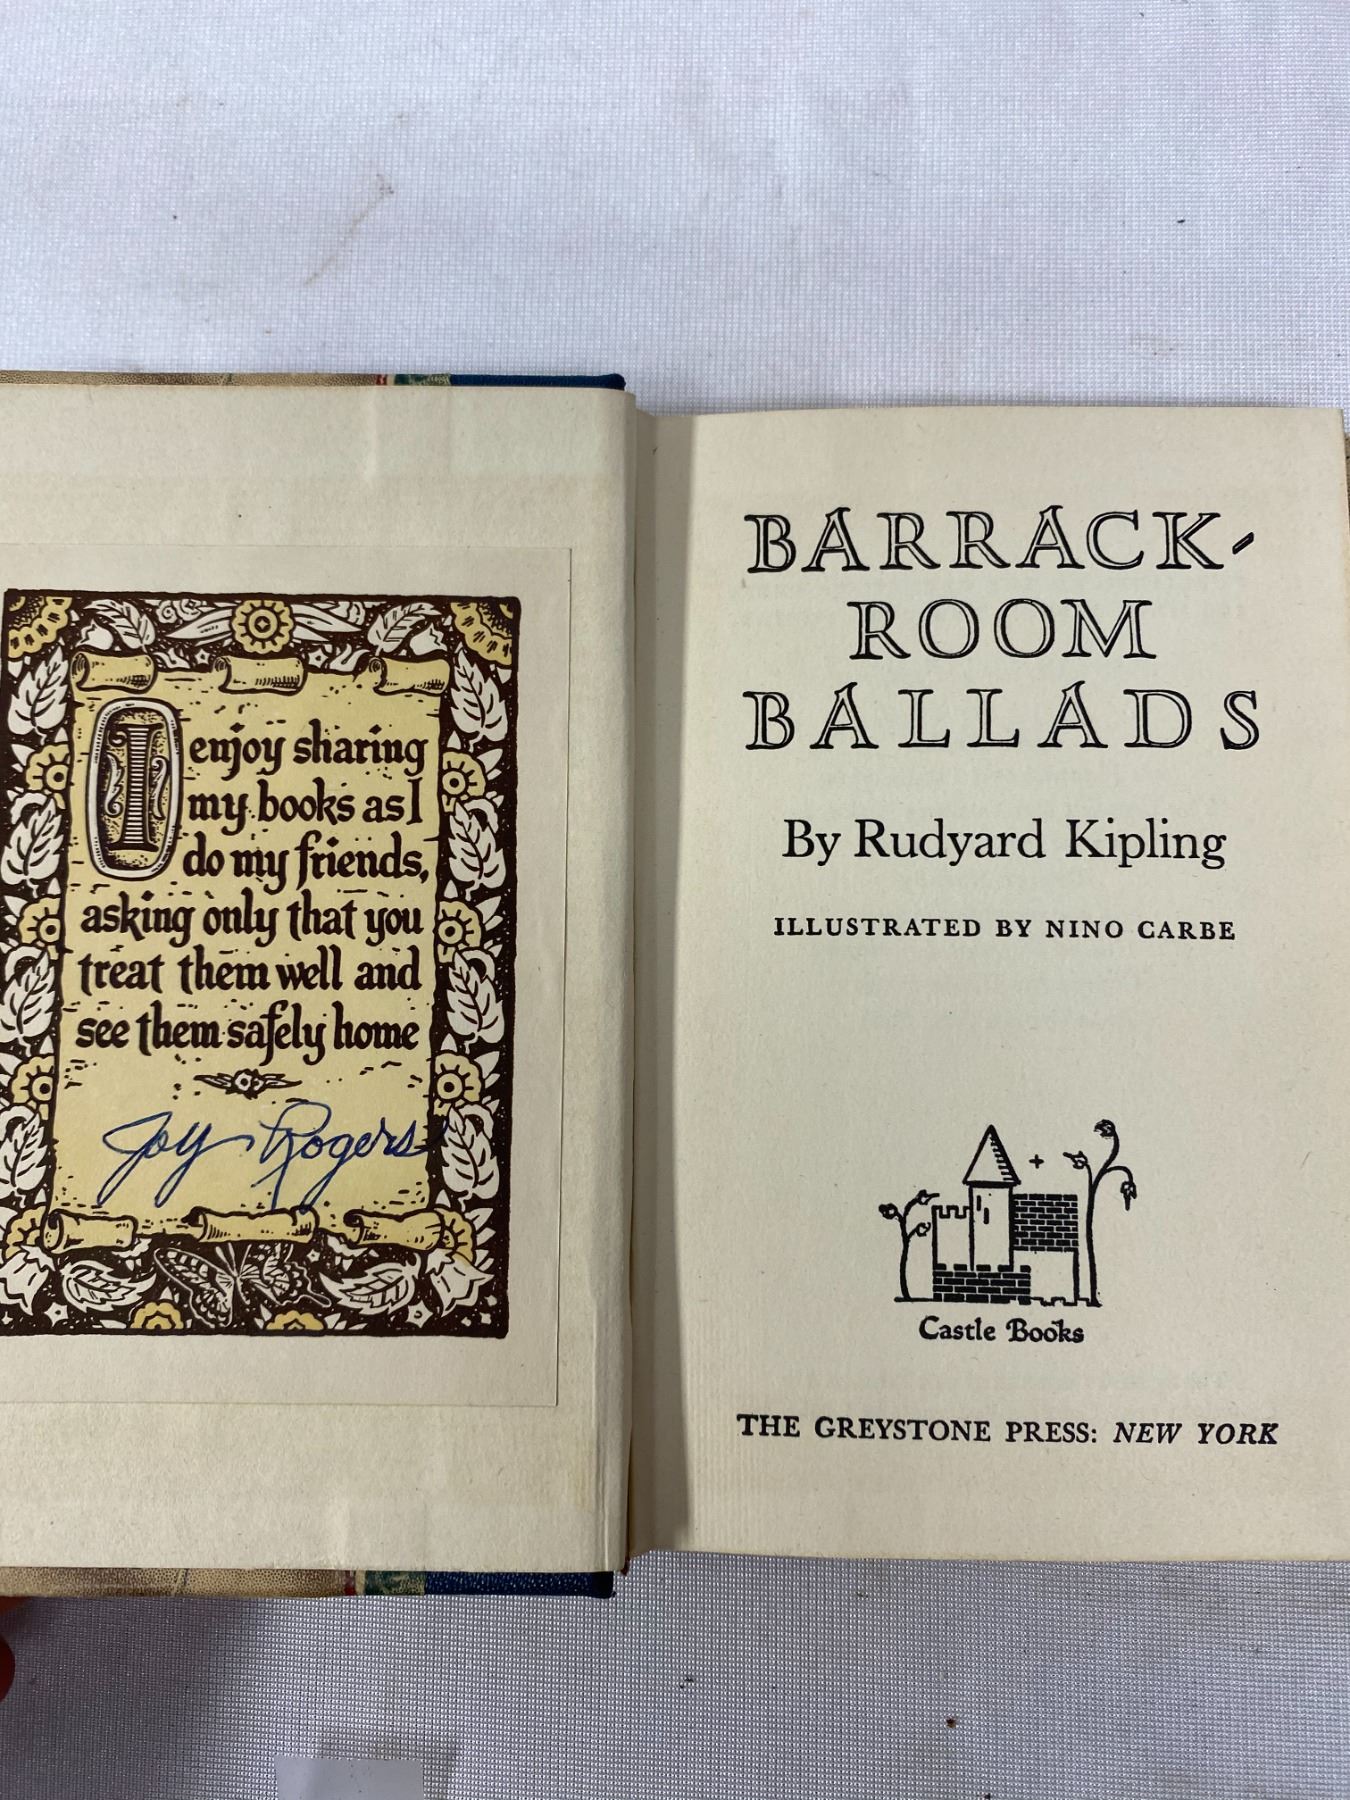 I enjoy sharing
my books as I
do my friends,
asking only that you
treat them well and
see them safely home
Joy Rogers
BARRACK-
ROOM
BALLADS
By Rudyard Kipling
ILLUSTRATED BY NINO CARBE
Castle Books
THE GREYSTONE PRESS: NEW YORK